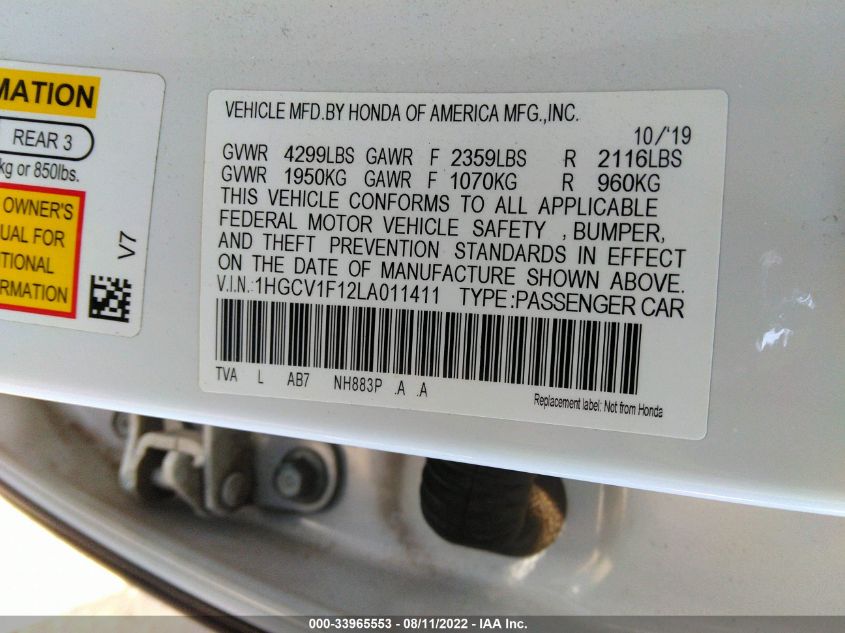 MATION
REAR 3
kg or 850lbs.
OWNER'S
UAL FOR
TIONAL
RMATION
V7
VEHICLE MFD.BY HONDA OF AMERICA MFG.,INC.
10/'19
GVWR 4299LBS GAWR F 2359LBS R 2116LBS
GVWR 1950KG GAWR F 1070KG R 960KG
THIS VEHICLE CONFORMS TO ALL APPLICABLE
FEDERAL MOTOR VEHICLE SAFETY , BUMPER,
AND THEFT PREVENTION STANDARDS IN EFFECT
ON THE DATE OF MANUFACTURE SHOWN ABOVE.
V.I.N.:1HGCV1F12LA011411 TYPE:PASSENGER CAR
TVA L AB7 NH883P .A .A
Replacement label: Not from Honda
000-33965553 - 08/11/2022 - IAA Inc.